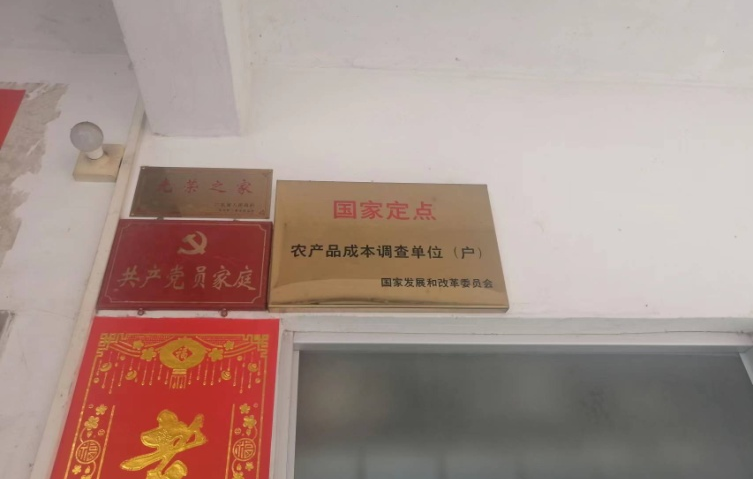 光荣之家
共产党员家庭
国家定点
农产品成本调查单位（户）
国家发展和改革委员会